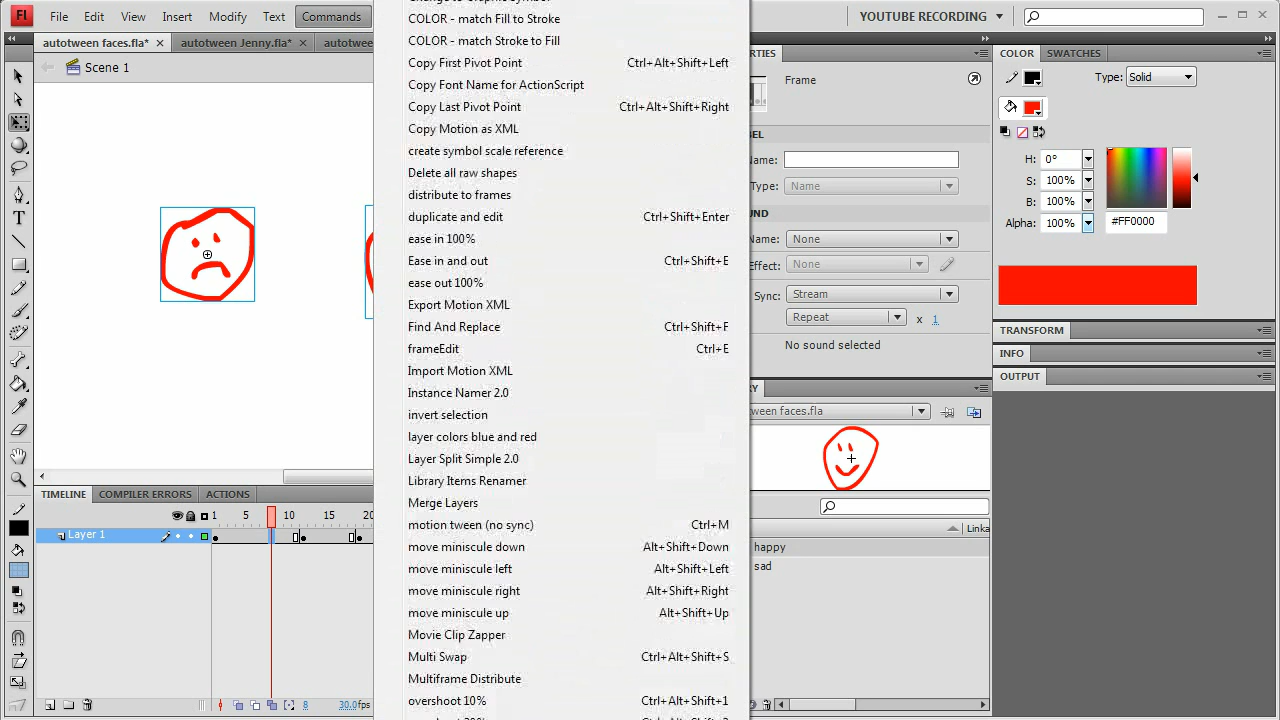 Fl File Edit View Insert Modify Text Commands YOUTUBE RECORDING
autotween faces.fla* × autotween Jenny.fla* × autotwee
Scene 1
COLOR - match Fill to Stroke
COLOR - match Stroke to Fill
Copy First Pivot Point Ctrl+Alt+Shift+Left
Copy Font Name for ActionScript
Copy Last Pivot Point Ctrl+Alt+Shift+Right
Copy Motion as XML
create symbol scale reference
Delete all raw shapes
distribute to frames
duplicate and edit Ctrl+Shift+Enter
ease in 100%
Ease in and out Ctrl+Shift+E
ease out 100%
Export Motion XML
Find And Replace Ctrl+Shift+F
frameEdit Ctrl+E
Import Motion XML
Instance Namer 2.0
invert selection
layer colors blue and red
Layer Split Simple 2.0
Library Items Renamer
Merge Layers
motion tween (no sync) Ctrl+M
move miniscule down Alt+Shift+Down
move miniscule left Alt+Shift+Left
move miniscule right Alt+Shift+Right
move miniscule up Alt+Shift+Up
Movie Clip Zapper
Multi Swap Ctrl+Alt+Shift+S
Multiframe Distribute
overshoot 10% Ctrl+Alt+Shift+1
ERTIES
Frame
EL
Name:
Type: Name
UND
Name: None
Effect: None
Sync: Stream
Repeat x 1
No sound selected
RY
ween faces.fla
Linka
happy
sad
COLOR SWATCHES
Type: Solid
H: 0°
S: 100%
B: 100%
Alpha: 100% #FF0000
TRANSFORM
INFO
OUTPUT
TIMELINE COMPILER ERRORS ACTIONS
1 5 10 15 20
Layer 1
8 30.0fps